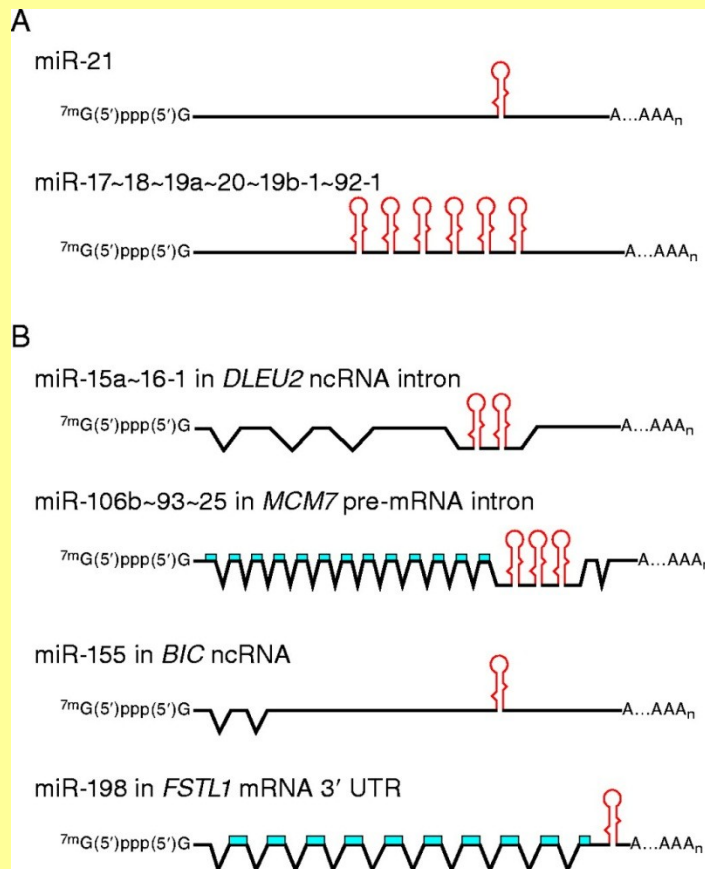 A
miR-21
⁷ᵐG(5′)ppp(5′)G A…AAAₙ
miR-17~18~19a~20~19b-1~92-1
⁷ᵐG(5′)ppp(5′)G A…AAAₙ
B
miR-15a~16-1 in DLEU2 ncRNA intron
⁷ᵐG(5′)ppp(5′)G A…AAAₙ
miR-106b~93~25 in MCM7 pre-mRNA intron
⁷ᵐG(5′)ppp(5′)G A…AAAₙ
miR-155 in BIC ncRNA
⁷ᵐG(5′)ppp(5′)G A…AAAₙ
miR-198 in FSTL1 mRNA 3′ UTR
⁷ᵐG(5′)ppp(5′)G A…AAAₙ